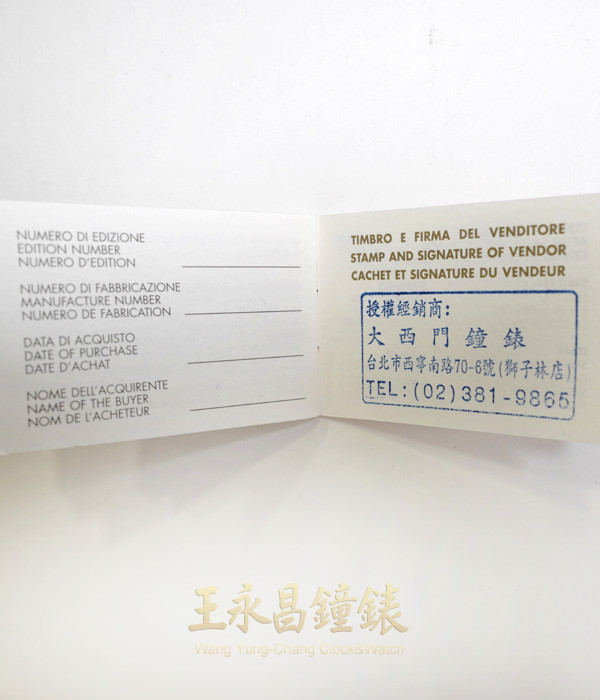 NUMERO DI EDIZIONE
EDITION NUMBER
NUMERO D'EDITION
NUMERO DI FABBRICAZIONE
MANUFACTURE NUMBER
NUMERO DE FABRICATION
DATA DI ACQUISTO
DATE OF PURCHASE
DATE D'ACHAT
NOME DELL'ACQUIRENTE
NAME OF THE BUYER
NOM DE L'ACHETEUR
TIMBRO E FIRMA DEL VENDITORE
STAMP AND SIGNATURE OF VENDOR
CACHET ET SIGNATURE DU VENDEUR
授權經銷商:
大西門鐘錶
台北市西寧南路70-6號(獅子林店)
TEL:(02)381-9865
王永昌鐘錶
Wang Yung-Chang Clock&Watch